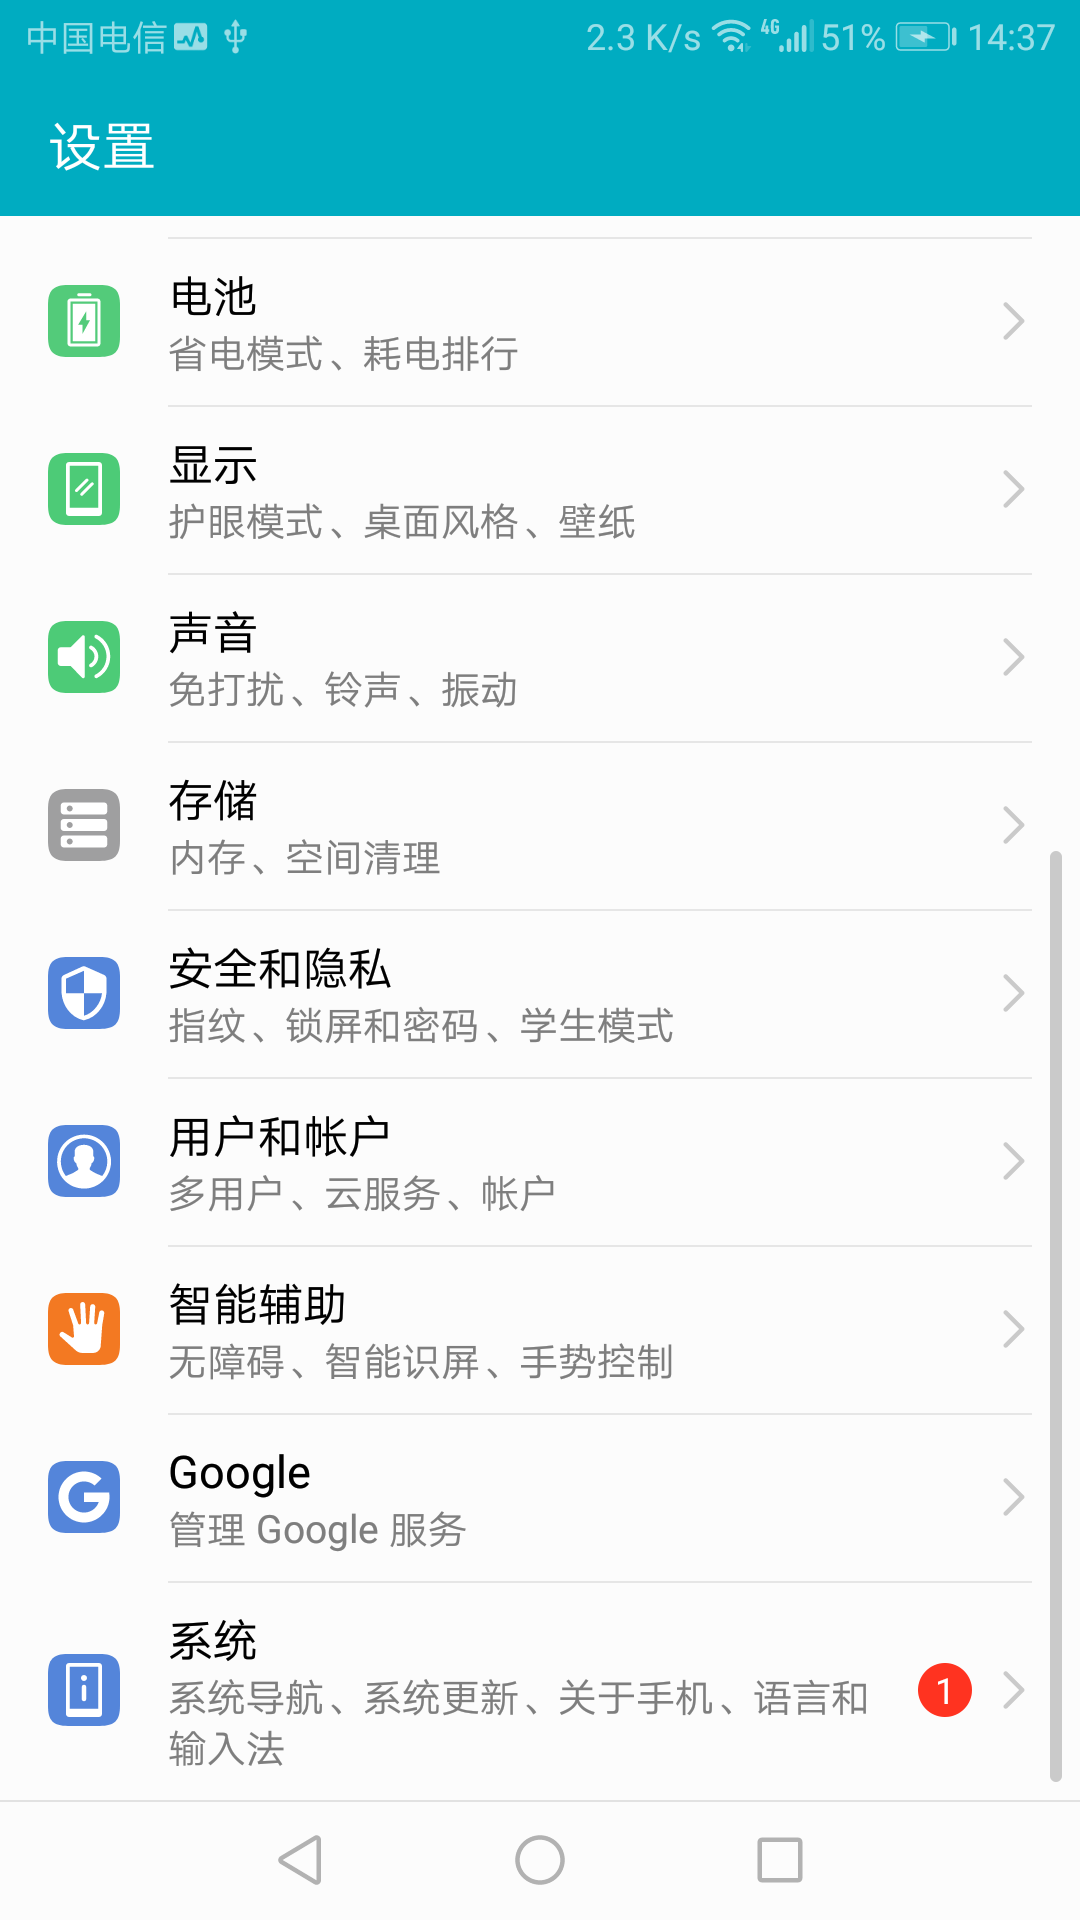 中国电信 2.3 K/s 4G 51% 14:37
设置
电池
省电模式、耗电排行
显示
护眼模式、桌面风格、壁纸
声音
免打扰、铃声、振动
存储
内存、空间清理
安全和隐私
指纹、锁屏和密码、学生模式
用户和帐户
多用户、云服务、帐户
智能辅助
无障碍、智能识屏、手势控制
Google
管理 Google 服务
系统
系统导航、系统更新、关于手机、语言和
输入法
1